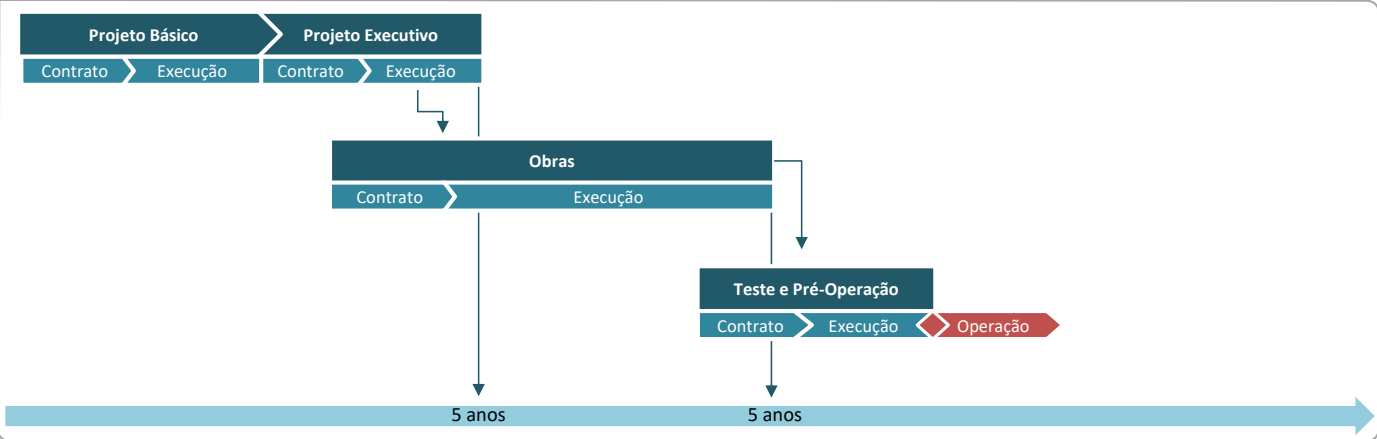 Projeto Básico
Projeto Executivo
Contrato
Execução
Contrato
Execução
Obras
Contrato
Execução
Teste e Pré-Operação
Contrato
Execução
Operação
5 anos
5 anos